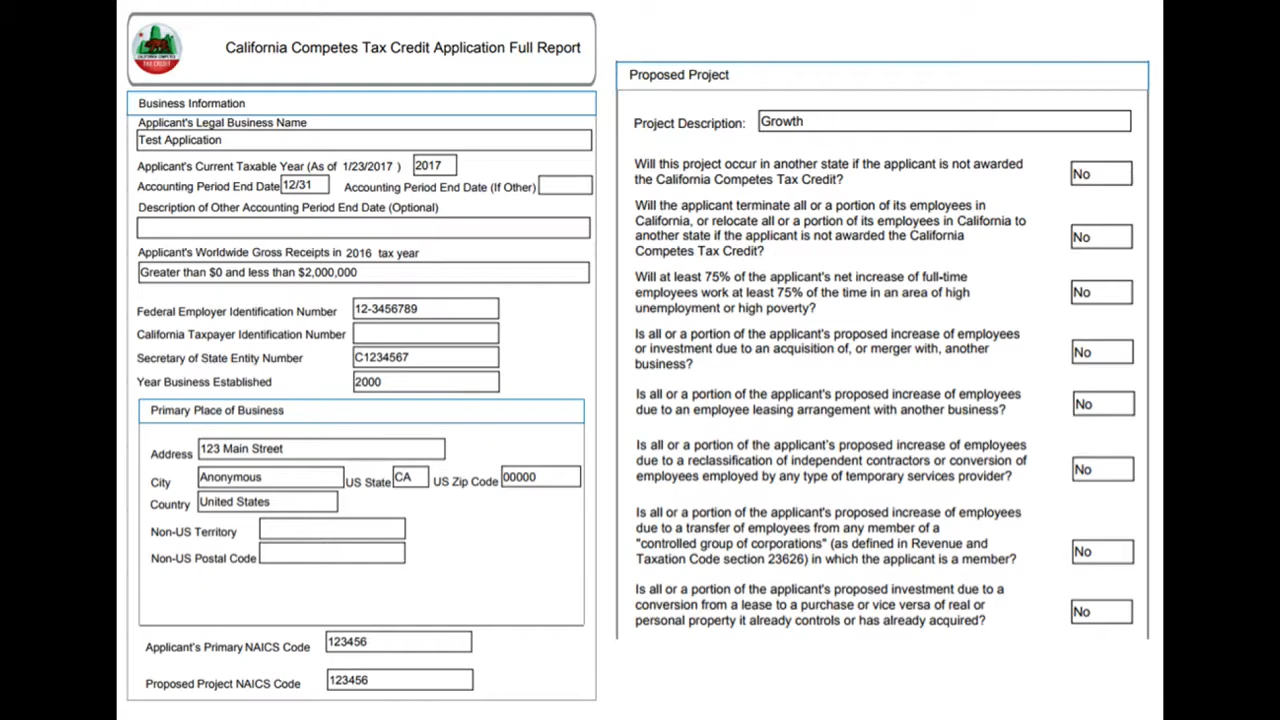 California Competes Tax Credit Application Full Report
CALIFORNIA COMPETES
TAX CREDIT
Business Information
Applicant's Legal Business Name
Test Application
Applicant's Current Taxable Year (As of 1/23/2017 ) 2017
Accounting Period End Date 12/31 Accounting Period End Date (If Other)
Description of Other Accounting Period End Date (Optional)
Applicant's Worldwide Gross Receipts in 2016 tax year
Greater than $0 and less than $2,000,000
Federal Employer Identification Number 12-3456789
California Taxpayer Identification Number
Secretary of State Entity Number C1234567
Year Business Established 2000
Primary Place of Business
Address 123 Main Street
City Anonymous US State CA US Zip Code 00000
Country United States
Non-US Territory
Non-US Postal Code
Applicant's Primary NAICS Code 123456
Proposed Project NAICS Code 123456
Proposed Project
Project Description: Growth
Will this project occur in another state if the applicant is not awarded
the California Competes Tax Credit?
No
Will the applicant terminate all or a portion of its employees in
California, or relocate all or a portion of its employees in California to
another state if the applicant is not awarded the California
Competes Tax Credit?
No
Will at least 75% of the applicant's net increase of full-time
employees work at least 75% of the time in an area of high
unemployment or high poverty?
No
Is all or a portion of the applicant's proposed increase of employees
or investment due to an acquisition of, or merger with, another
business?
No
Is all or a portion of the applicant's proposed increase of employees
due to an employee leasing arrangement with another business?
No
Is all or a portion of the applicant's proposed increase of employees
due to a reclassification of independent contractors or conversion of
employees employed by any type of temporary services provider?
No
Is all or a portion of the applicant's proposed increase of employees
due to a transfer of employees from any member of a
"controlled group of corporations" (as defined in Revenue and
Taxation Code section 23626) in which the applicant is a member?
No
Is all or a portion of the applicant's proposed investment due to a
conversion from a lease to a purchase or vice versa of real or
personal property it already controls or has already acquired?
No